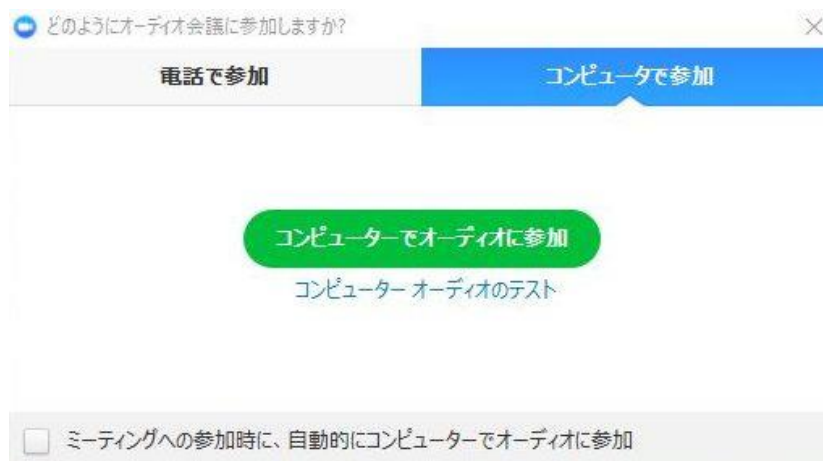 どのようにオーディオ会議に参加しますか?
電話で参加
コンピュータで参加
コンピューターでオーディオに参加
コンピューター オーディオのテスト
ミーティングへの参加時に、自動的にコンピューターでオーディオに参加